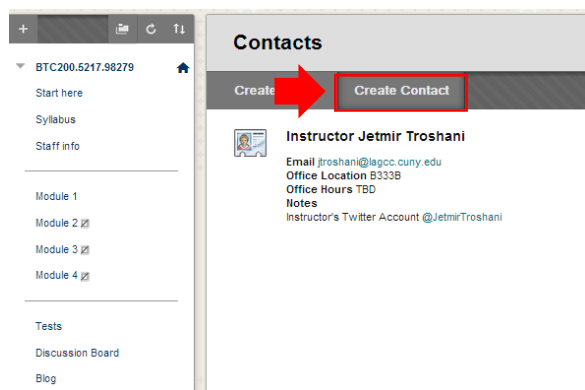 BTC200.5217.98279
Start here
Syllabus
Staff info
Module 1
Module 2
Module 3
Module 4
Tests
Discussion Board
Blog
Contacts
Create
Create Contact
Instructor Jetmir Troshani
Email jtroshani@lagcc.cuny.edu
Office Location B333B
Office Hours TBD
Notes
Instructor's Twitter Account @JetmirTroshani